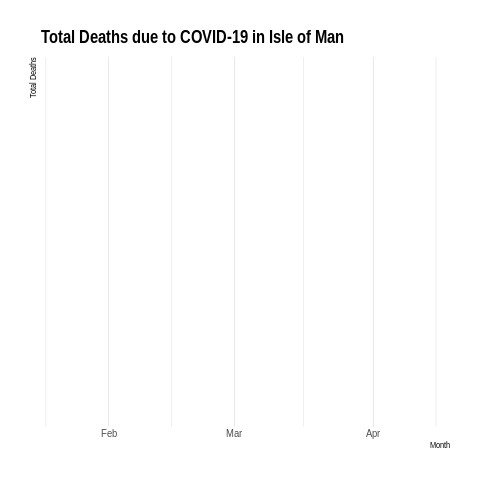 Total Deaths due to COVID-19 in Isle of Man
Total Deaths
Feb Mar Apr
Month